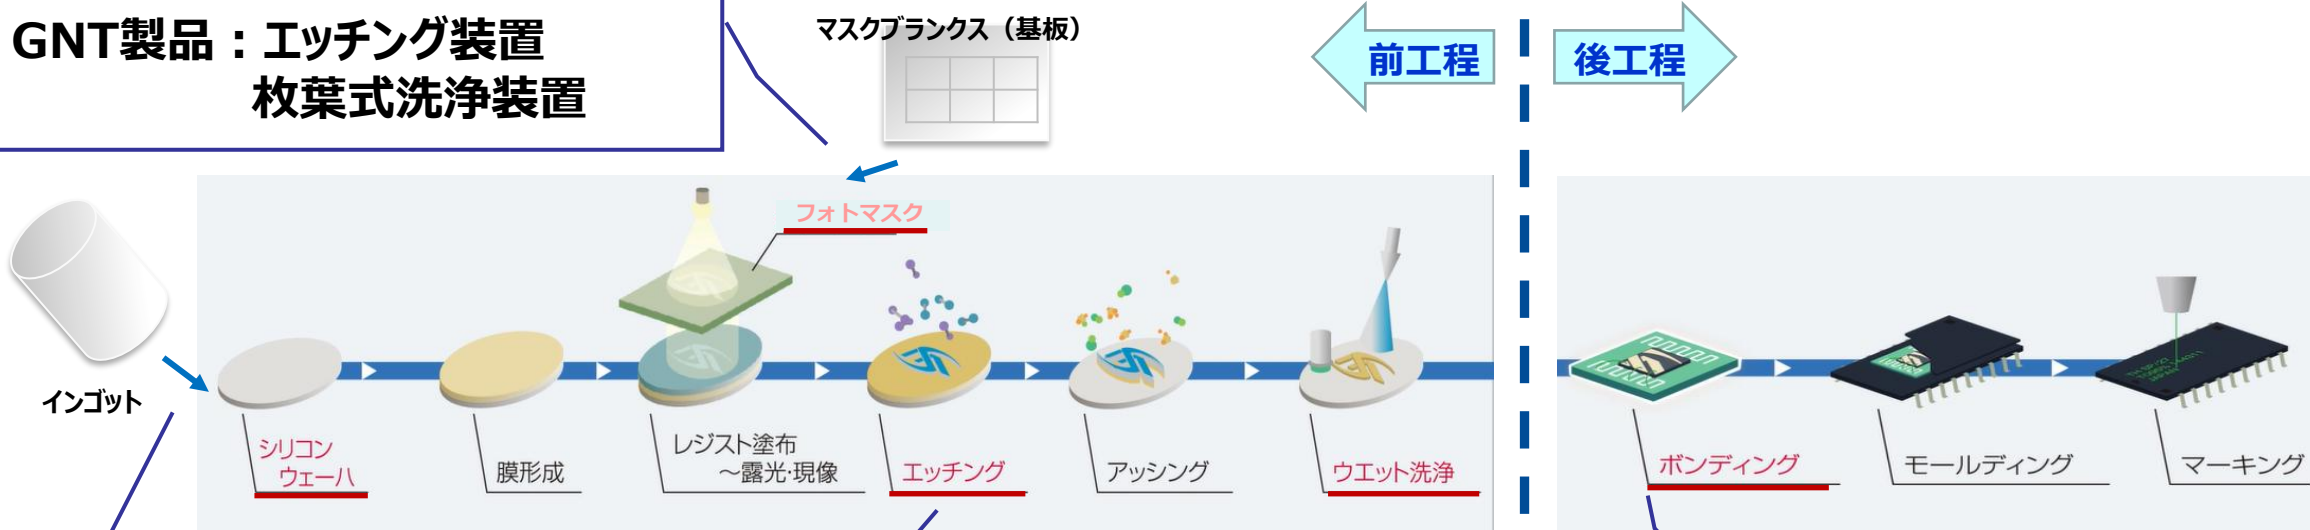 GNT製品：エッチング装置
枚葉式洗浄装置
マスクブランクス（基板）
前工程
後工程
フォトマスク
インゴット
シリコン
ウェーハ
膜形成
レジスト塗布
～露光・現像
エッチング
アッシング
ウエット洗浄
ボンディング
モールディング
マーキング